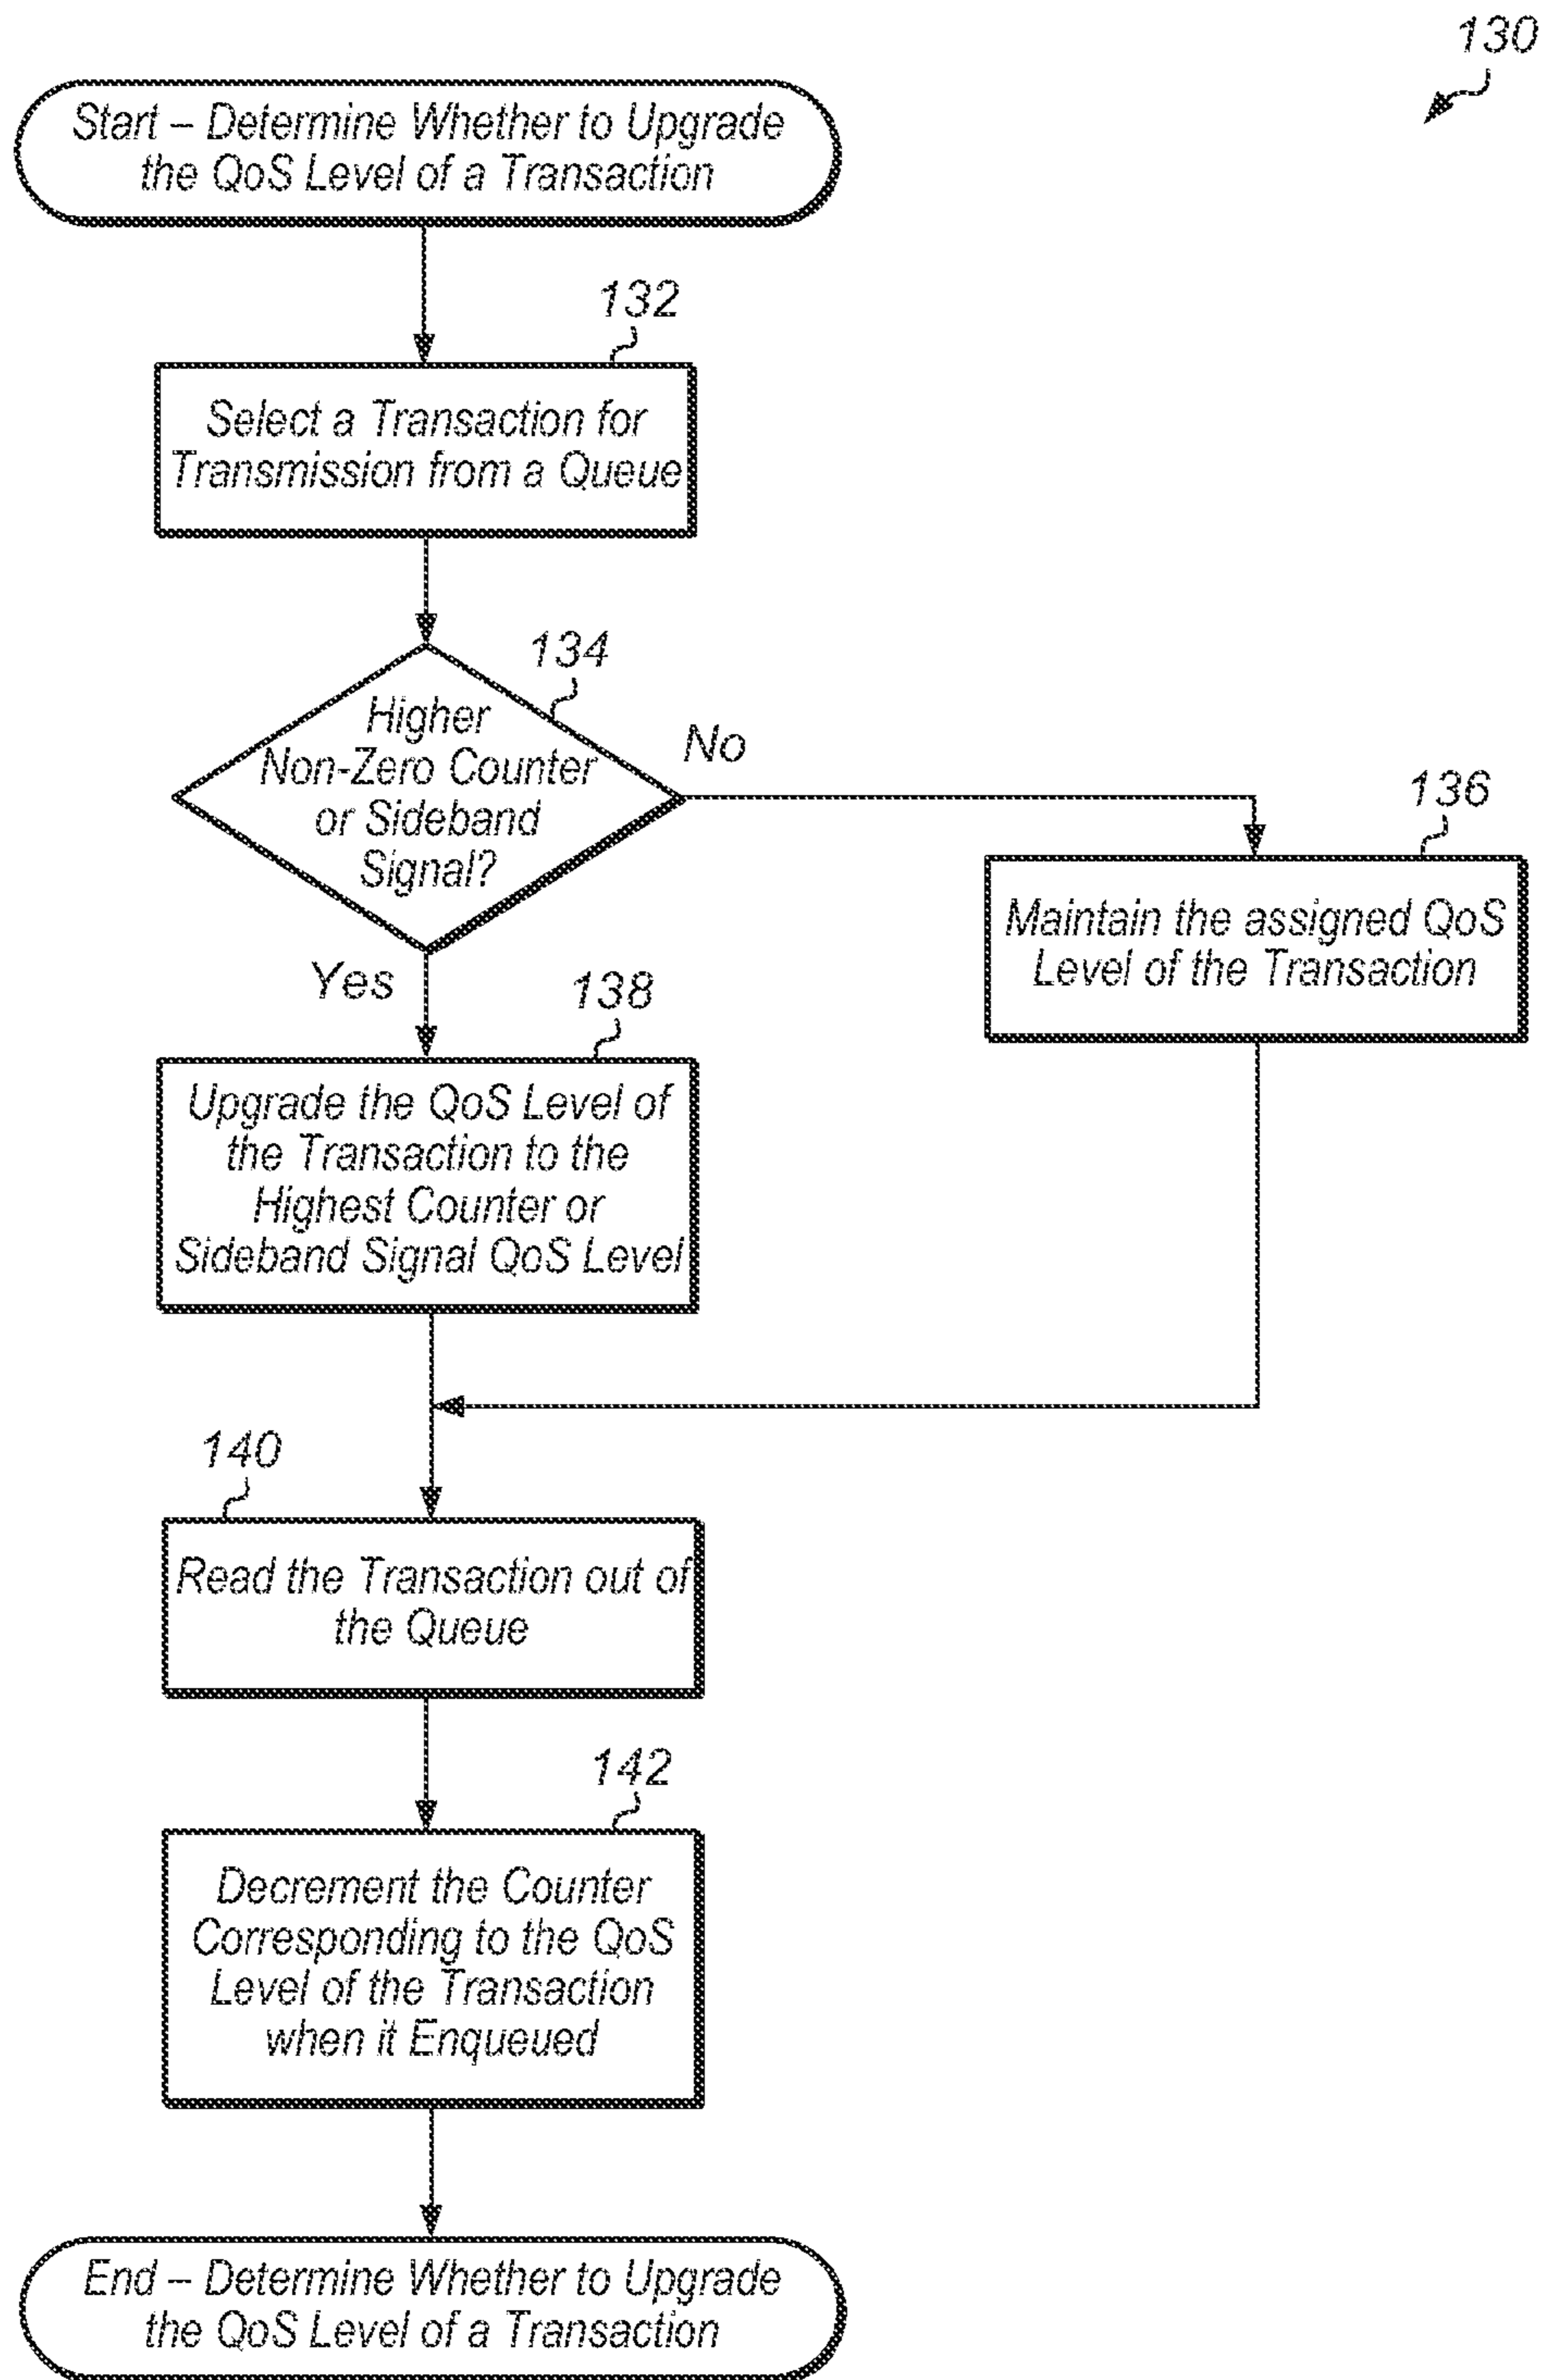 130
Start – Determine Whether to Upgrade
the QoS Level of a Transaction
132
Select a Transaction for
Transmission from a Queue
134
Higher
Non-Zero Counter
or Sideband
Signal?
No
136
Maintain the assigned QoS
Level of the Transaction
Yes
138
Upgrade the QoS Level of
the Transaction to the
Highest Counter or
Sideband Signal QoS Level
140
Read the Transaction out of
the Queue
142
Decrement the Counter
Corresponding to the QoS
Level of the Transaction
when it Enqueued
End – Determine Whether to Upgrade
the QoS Level of a Transaction